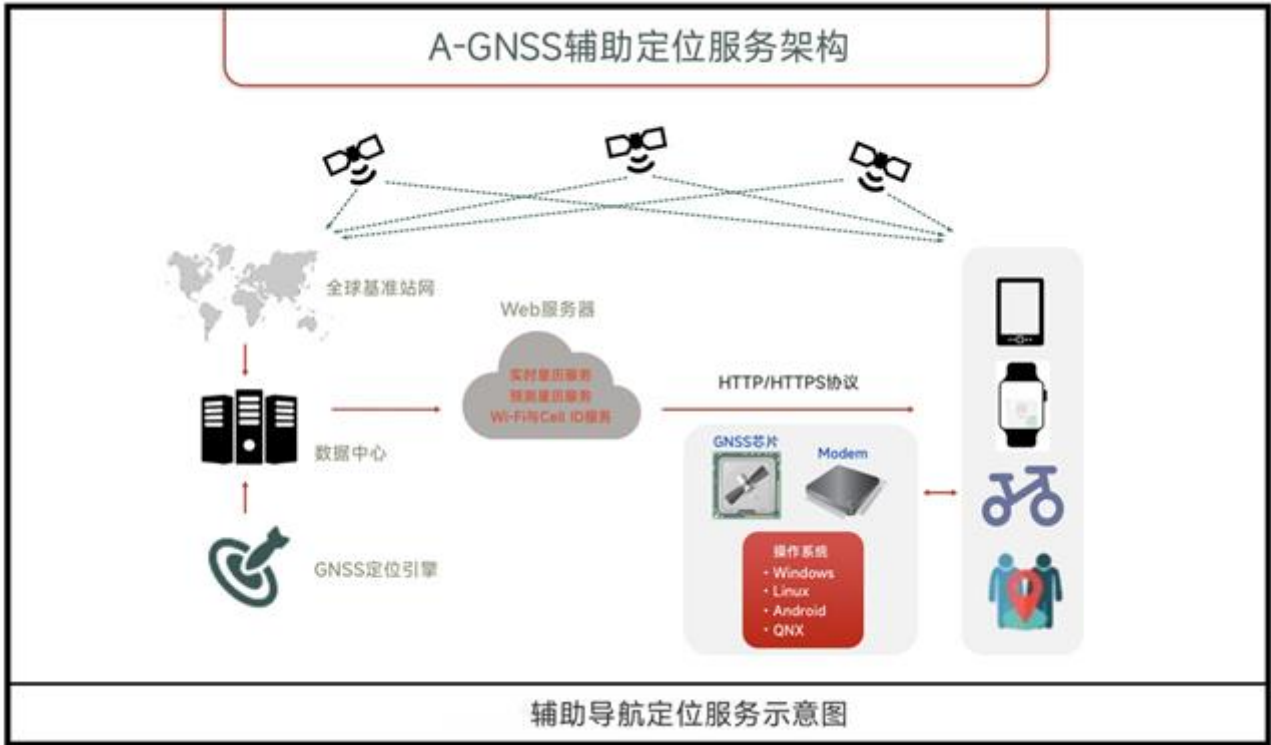 A-GNSS辅助定位服务架构
全球基准站网
Web服务器
实时星历服务
预测星历服务
Wi-Fi与Cell ID服务
HTTP/HTTPS协议
数据中心
GNSS芯片
Modem
操作系统
· Windows
· Linux
· Android
· QNX
GNSS定位引擎
辅助导航定位服务示意图